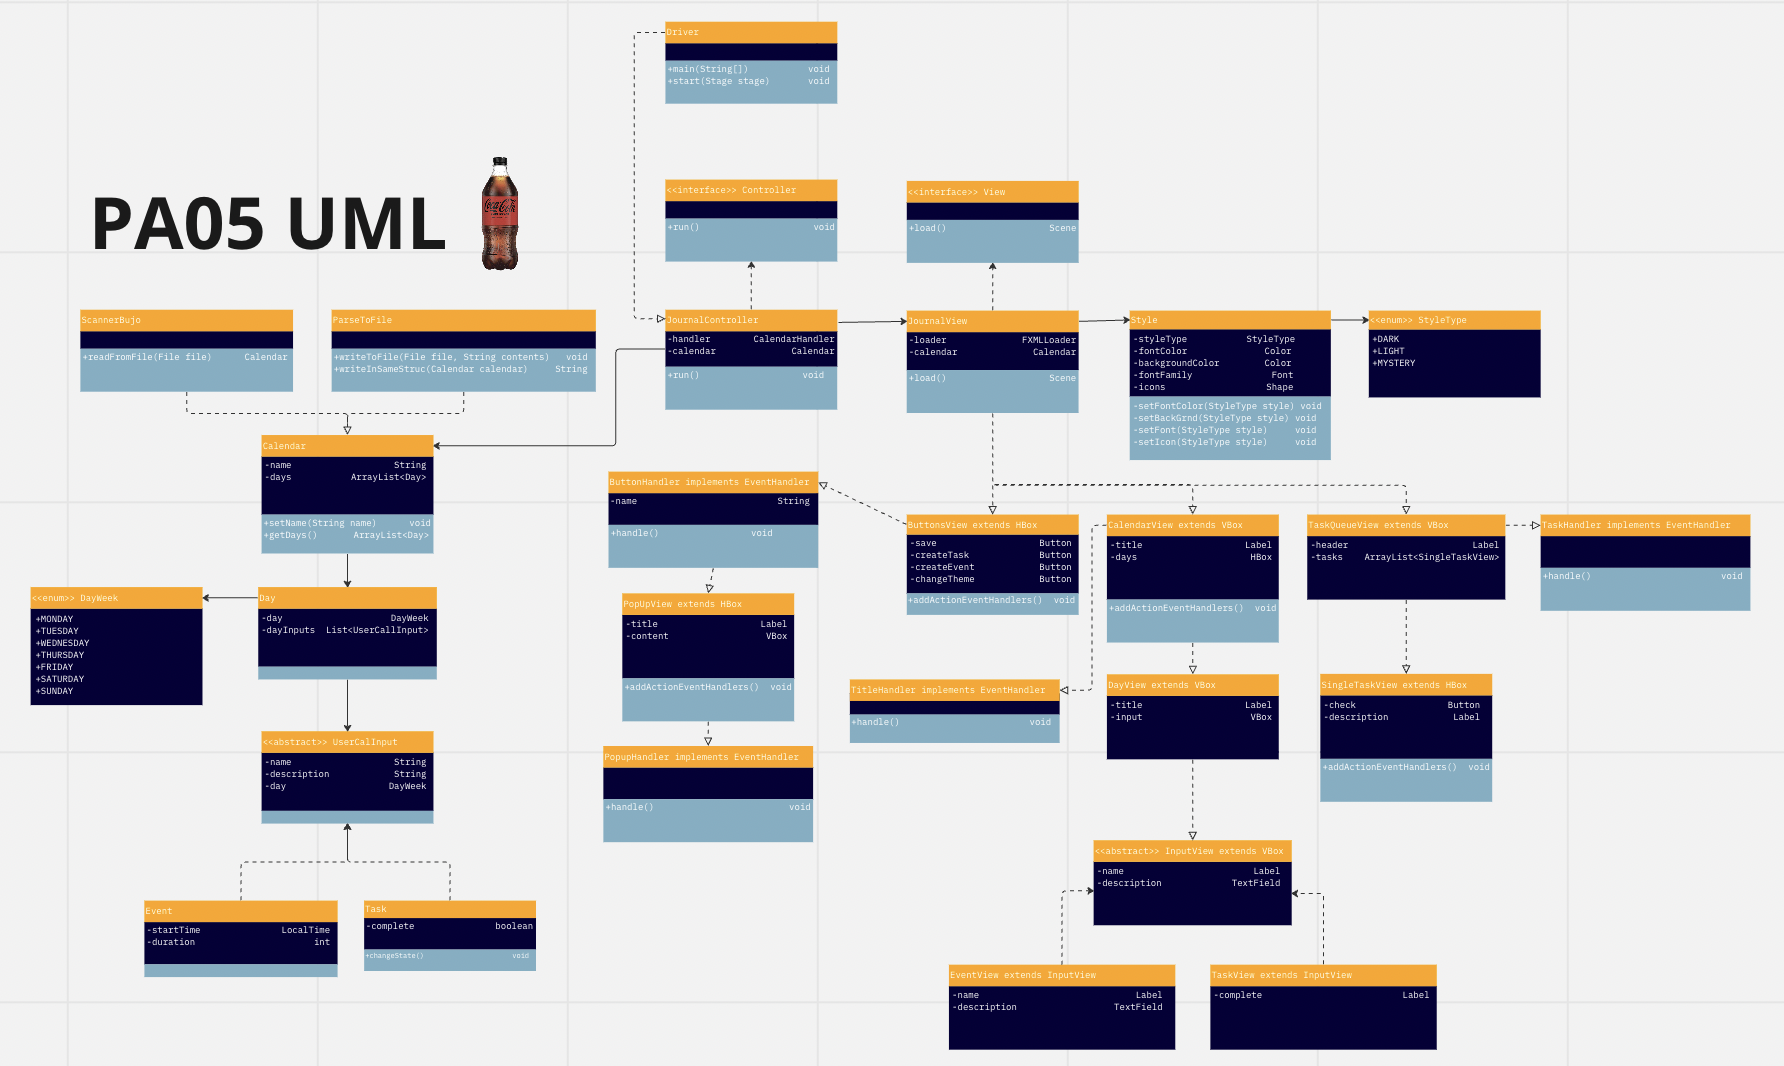 Driver
+main(String[]) void
+start(Stage stage) void
PA05 UML
Coca-Cola
<<interface>> Controller
+run() void
<<interface>> View
+load() Scene
ScannerBujo
+readFromFile(File file) Calendar
ParseToFile
+writeToFile(File file, String contents) void
+writeInSameStruc(Calendar calendar) String
JournalController
-handler CalendarHandler
-calendar Calendar
+run() void
JournalView
-loader FXMLLoader
-calendar Calendar
+load() Scene
Style
-styleType StyleType
-fontColor Color
-backgroundColor Color
-fontFamily Font
-icons Shape
-setFontColor(StyleType style) void
-setBackGrnd(StyleType style) void
-setFont(StyleType style) void
-setIcon(StyleType style) void
<<enum>> StyleType
+DARK
+LIGHT
+MYSTERY
Calendar
-name String
-days ArrayList<Day>
+setName(String name) void
+getDays() ArrayList<Day>
ButtonHandler implements EventHandler
-name String
+handle() void
ButtonsView extends HBox
-save Button
-createTask Button
-createEvent Button
-changeTheme Button
+addActionEventHandlers() void
CalendarView extends VBox
-title Label
-days HBox
+addActionEventHandlers() void
TaskQueueView extends VBox
-header Label
-tasks ArrayList<SingleTaskView>
TaskHandler implements EventHandler
+handle() void
<<enum>> DayWeek
+MONDAY
+TUESDAY
+WEDNESDAY
+THURSDAY
+FRIDAY
+SATURDAY
+SUNDAY
Day
-day DayWeek
-dayInputs List<UserCallInput>
PopUpView extends HBox
-title Label
-content VBox
+addActionEventHandlers() void
TitleHandler implements EventHandler
+handle() void
DayView extends VBox
-title Label
-input VBox
SingleTaskView extends HBox
-check Button
-description Label
+addActionEventHandlers() void
<<abstract>> UserCalInput
-name String
-description String
-day DayWeek
PopupHandler implements EventHandler
+handle() void
<<abstract>> InputView extends VBox
-name Label
-description TextField
Event
-startTime LocalTime
-duration int
Task
-complete boolean
+changeState() void
EventView extends InputView
-name Label
-description TextField
TaskView extends InputView
-complete Label